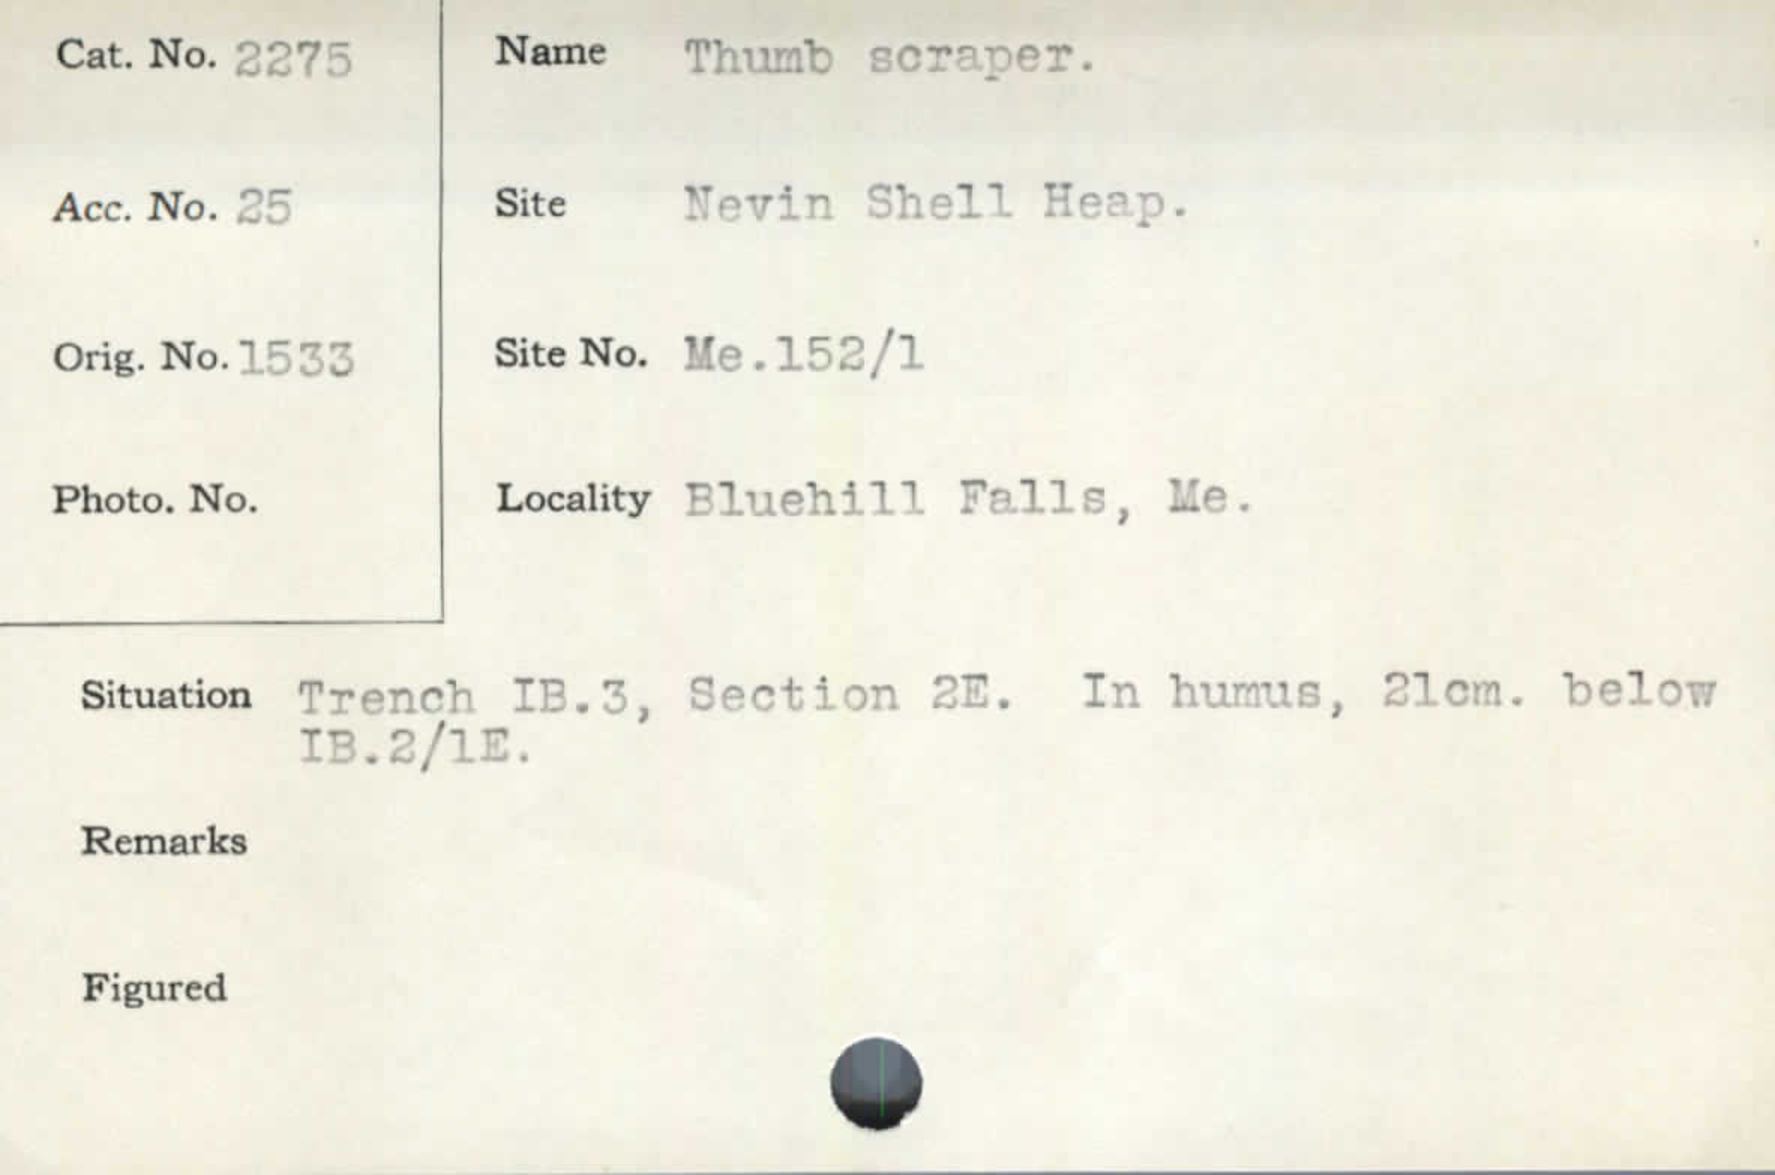 Cat. No. 2275
Acc. No. 25
Orig. No. 1533
Photo. No.
Name Thumb scraper.
Site Nevin Shell Heap.
Site No. Me.152/1
Locality Bluehill Falls, Me.
Situation Trench IB.3, Section 2E. In humus, 21cm. below
IB.2/1E.
Remarks
Figured